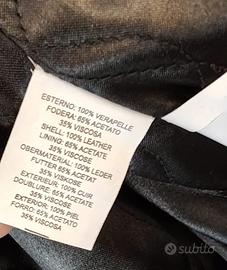 ESTERNO: 100% VERAPELLE
FODERA: 65% ACETATO
35% VISCOSA
SHELL: 100% LEATHER
LINING: 65% ACETATE
35% VISCOSE
OBERMATERIAL: 100% LEDER
FUTTER 65% ACETAT
35% VISCOSE
EXTERIEUR: 100% CUIR
DOUBLURE, 65% ACETATE
35% VISCOSE
EXTERIOR: 100% PIEL
FORRO: 65% ACETATO
35% VISCOSA
subito